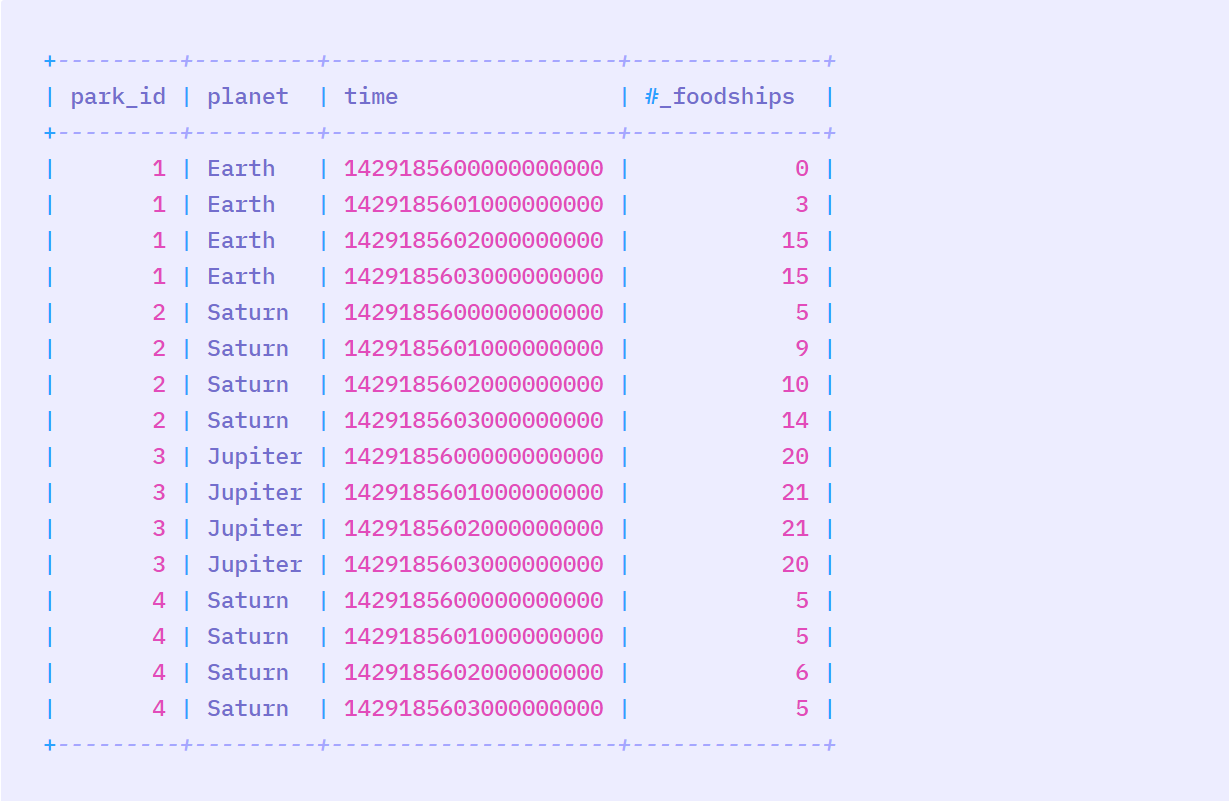 +---------+---------+---------------------+--------------+
| park_id | planet  | time                | #_foodships  |
+---------+---------+---------------------+--------------+
|       1 | Earth   | 1429185600000000000 |            0 |
|       1 | Earth   | 1429185601000000000 |            3 |
|       1 | Earth   | 1429185602000000000 |           15 |
|       1 | Earth   | 1429185603000000000 |           15 |
|       2 | Saturn  | 1429185600000000000 |            5 |
|       2 | Saturn  | 1429185601000000000 |            9 |
|       2 | Saturn  | 1429185602000000000 |           10 |
|       2 | Saturn  | 1429185603000000000 |           14 |
|       3 | Jupiter | 1429185600000000000 |           20 |
|       3 | Jupiter | 1429185601000000000 |           21 |
|       3 | Jupiter | 1429185602000000000 |           21 |
|       3 | Jupiter | 1429185603000000000 |           20 |
|       4 | Saturn  | 1429185600000000000 |            5 |
|       4 | Saturn  | 1429185601000000000 |            5 |
|       4 | Saturn  | 1429185602000000000 |            6 |
|       4 | Saturn  | 1429185603000000000 |            5 |
+---------+---------+---------------------+--------------+